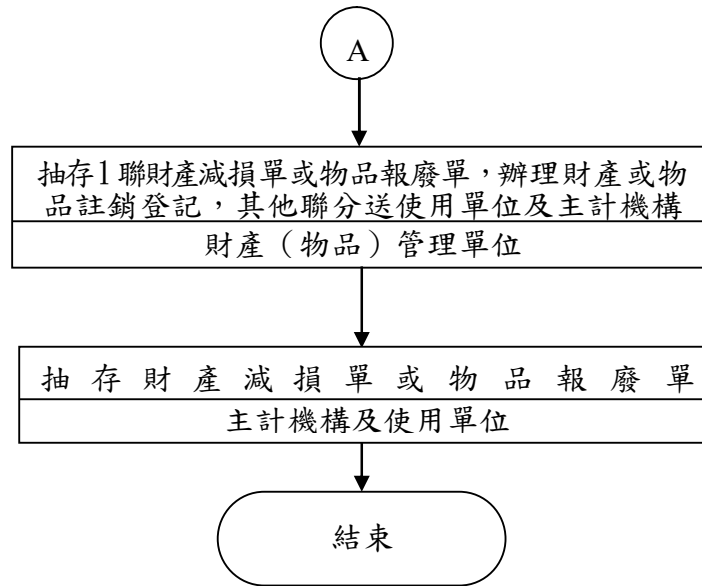 A
抽存1聯財產減損單或物品報廢單，辦理財產或物
品註銷登記，其他聯分送使用單位及主計機構
財產（物品）管理單位
抽存財產減損單或物品報廢單
主計機構及使用單位
結束